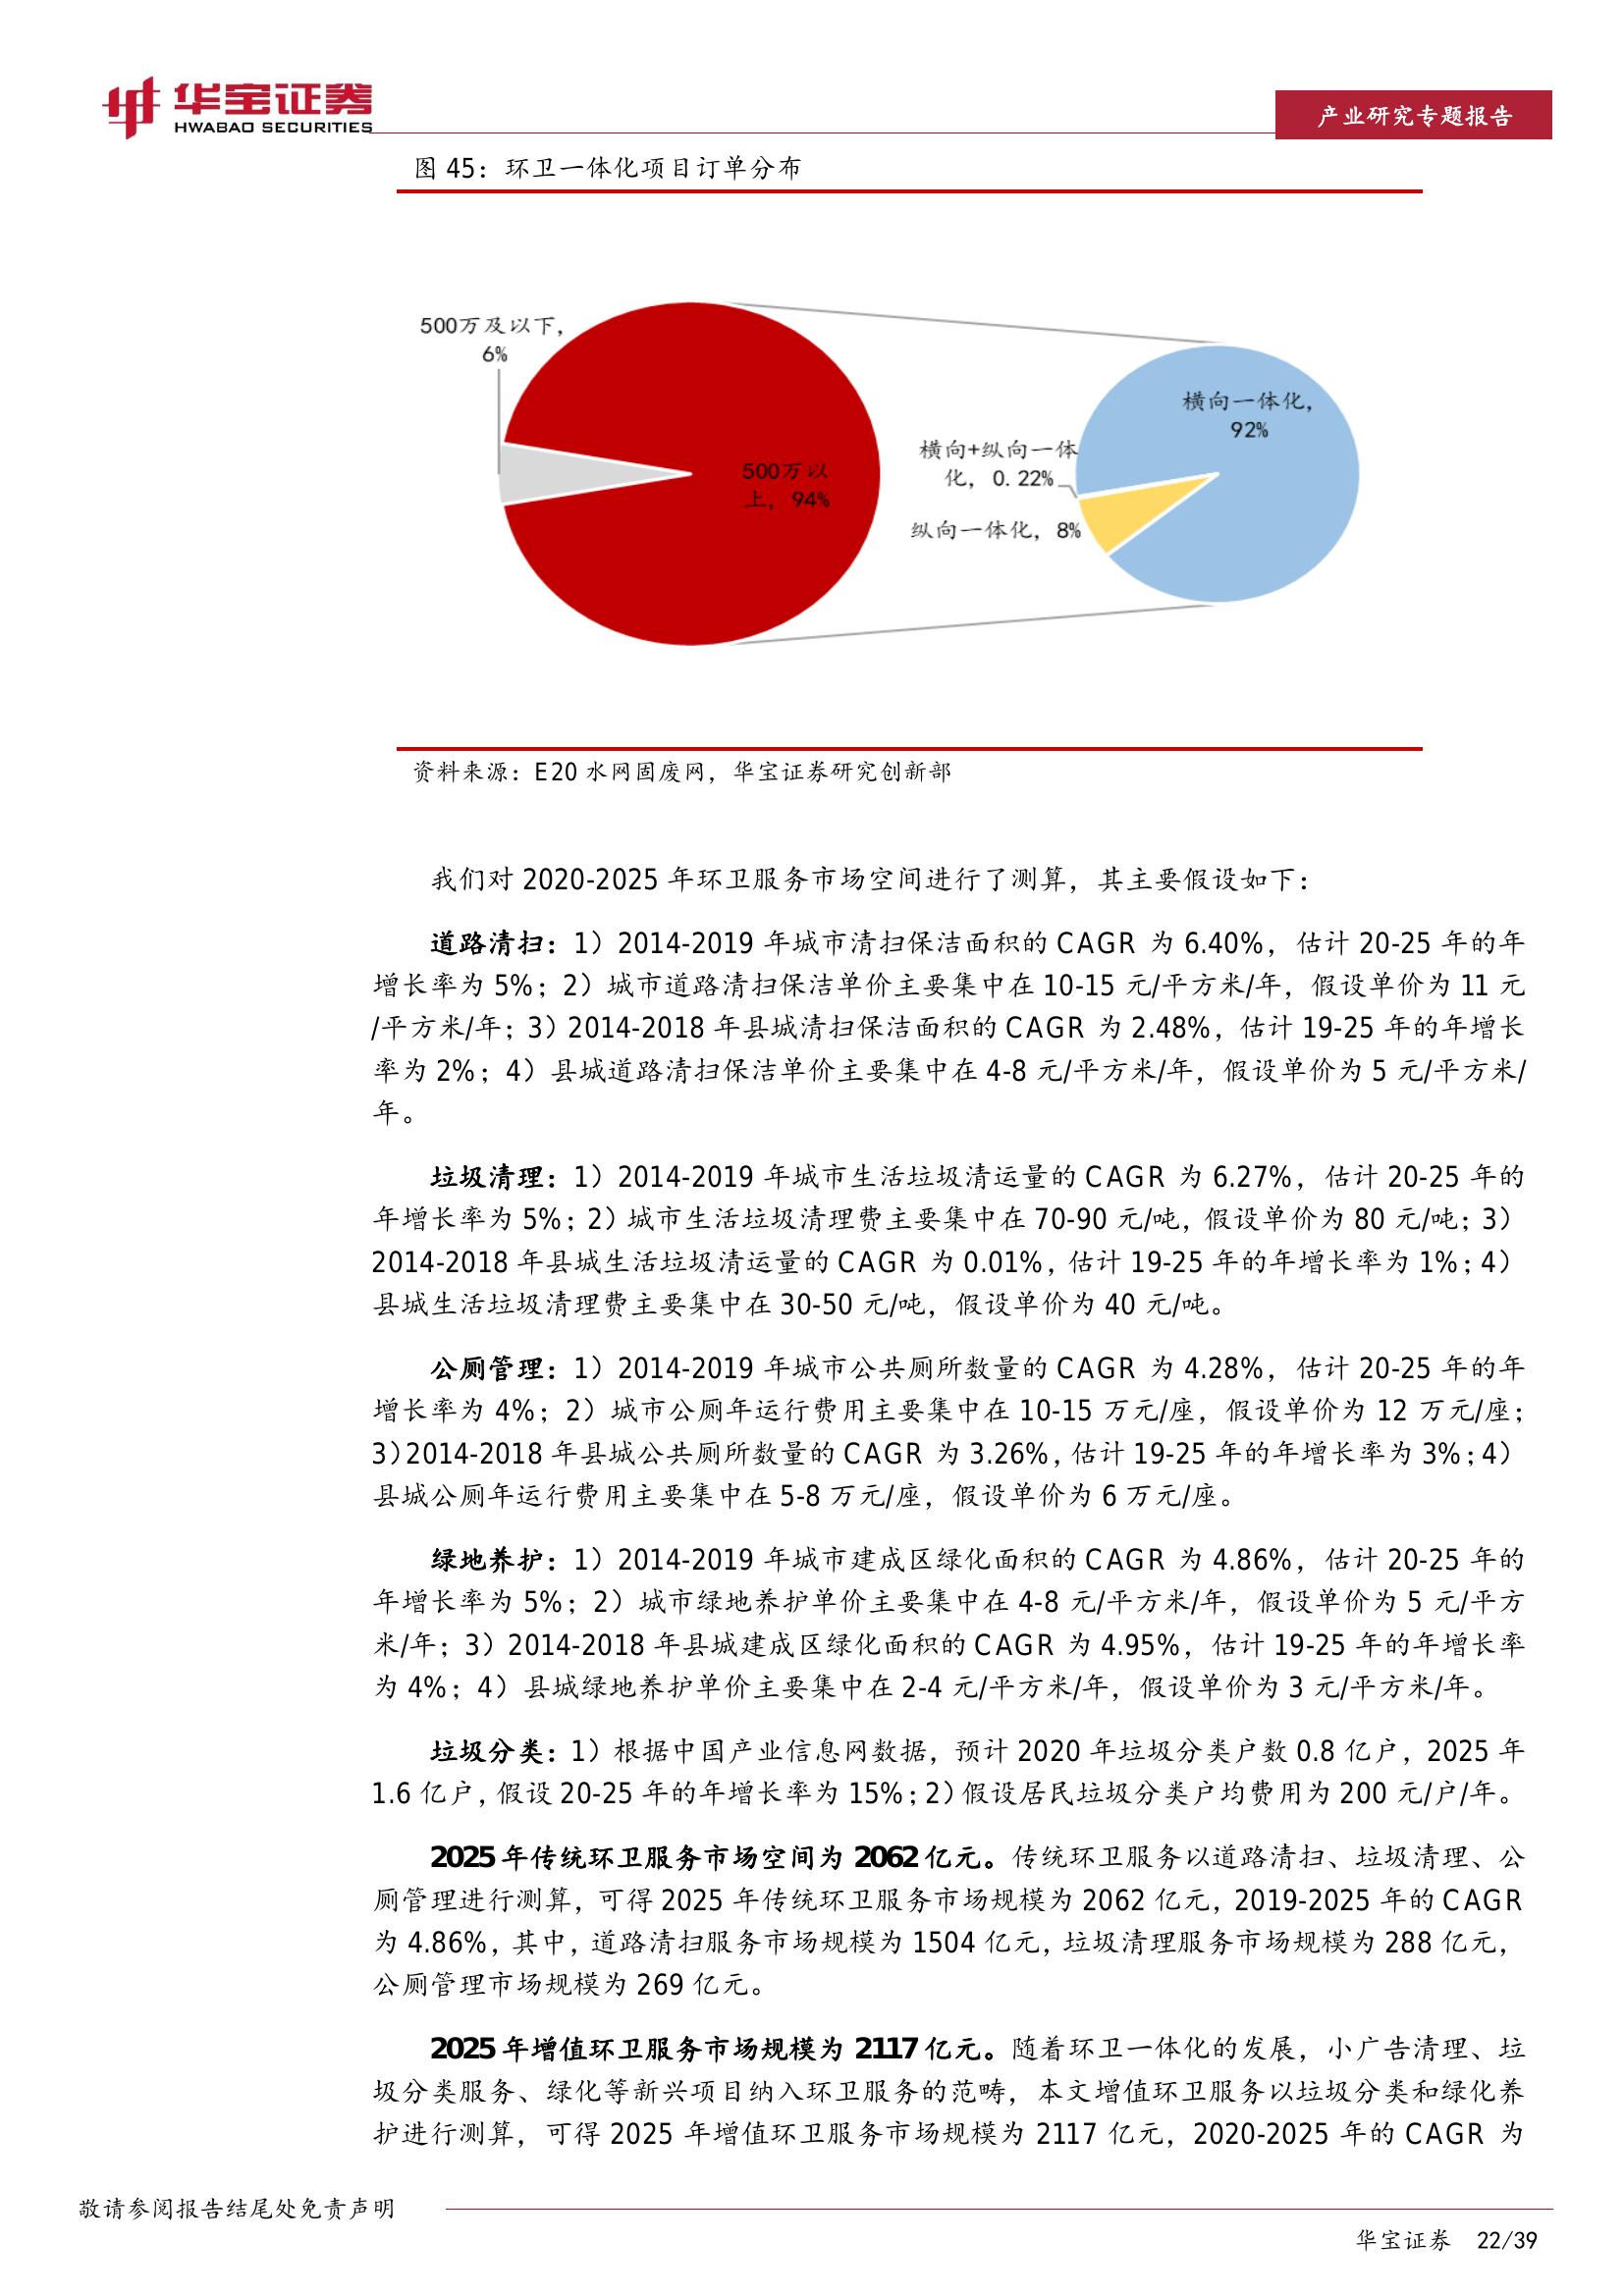 华宝证券
HWABAO SECURITIES
产业研究专题报告
图 45：环卫一体化项目订单分布
500万及以下，
6%
500万以
上，94%
横向一体化，
92%
横向+纵向一体
化，0.22%
纵向一体化，8%
资料来源：E20 水网固废网，华宝证券研究创新部
我们对 2020-2025 年环卫服务市场空间进行了测算，其主要假设如下：
道路清扫：1）2014-2019 年城市清扫保洁面积的 CAGR 为 6.40%，估计 20-25 年的年
增长率为 5%；2）城市道路清扫保洁单价主要集中在 10-15 元/平方米/年，假设单价为 11 元
/平方米/年；3）2014-2018 年县城清扫保洁面积的 CAGR 为 2.48%，估计 19-25 年的年增长
率为 2%；4）县城道路清扫保洁单价主要集中在 4-8 元/平方米/年，假设单价为 5 元/平方米/
年。
垃圾清理：1）2014-2019 年城市生活垃圾清运量的 CAGR 为 6.27%，估计 20-25 年的
年增长率为 5%；2）城市生活垃圾清理费主要集中在 70-90 元/吨，假设单价为 80 元/吨；3）
2014-2018 年县城生活垃圾清运量的 CAGR 为 0.01%，估计 19-25 年的年增长率为 1%；4）
县城生活垃圾清理费主要集中在 30-50 元/吨，假设单价为 40 元/吨。
公厕管理：1）2014-2019 年城市公共厕所数量的 CAGR 为 4.28%，估计 20-25 年的年
增长率为 4%；2）城市公厕年运行费用主要集中在 10-15 万元/座，假设单价为 12 万元/座；
3）2014-2018 年县城公共厕所数量的 CAGR 为 3.26%，估计 19-25 年的年增长率为 3%；4）
县城公厕年运行费用主要集中在 5-8 万元/座，假设单价为 6 万元/座。
绿地养护：1）2014-2019 年城市建成区绿化面积的 CAGR 为 4.86%，估计 20-25 年的
年增长率为 5%；2）城市绿地养护单价主要集中在 4-8 元/平方米/年，假设单价为 5 元/平方
米/年；3）2014-2018 年县城建成区绿化面积的 CAGR 为 4.95%，估计 19-25 年的年增长率
为 4%；4）县城绿地养护单价主要集中在 2-4 元/平方米/年，假设单价为 3 元/平方米/年。
垃圾分类：1）根据中国产业信息网数据，预计 2020 年垃圾分类户数 0.8 亿户，2025 年
1.6 亿户，假设 20-25 年的年增长率为 15%；2）假设居民垃圾分类户均费用为 200 元/户/年。
2025 年传统环卫服务市场空间为 2062 亿元。传统环卫服务以道路清扫、垃圾清理、公
厕管理进行测算，可得 2025 年传统环卫服务市场规模为 2062 亿元，2019-2025 年的 CAGR
为 4.86%，其中，道路清扫服务市场规模为 1504 亿元，垃圾清理服务市场规模为 288 亿元，
公厕管理市场规模为 269 亿元。
2025 年增值环卫服务市场规模为 2117 亿元。随着环卫一体化的发展，小广告清理、垃
圾分类服务、绿化等新兴项目纳入环卫服务的范畴，本文增值环卫服务以垃圾分类和绿化养
护进行测算，可得 2025 年增值环卫服务市场规模为 2117 亿元，2020-2025 年的 CAGR 为
敬请参阅报告结尾处免责声明
华宝证券 22/39